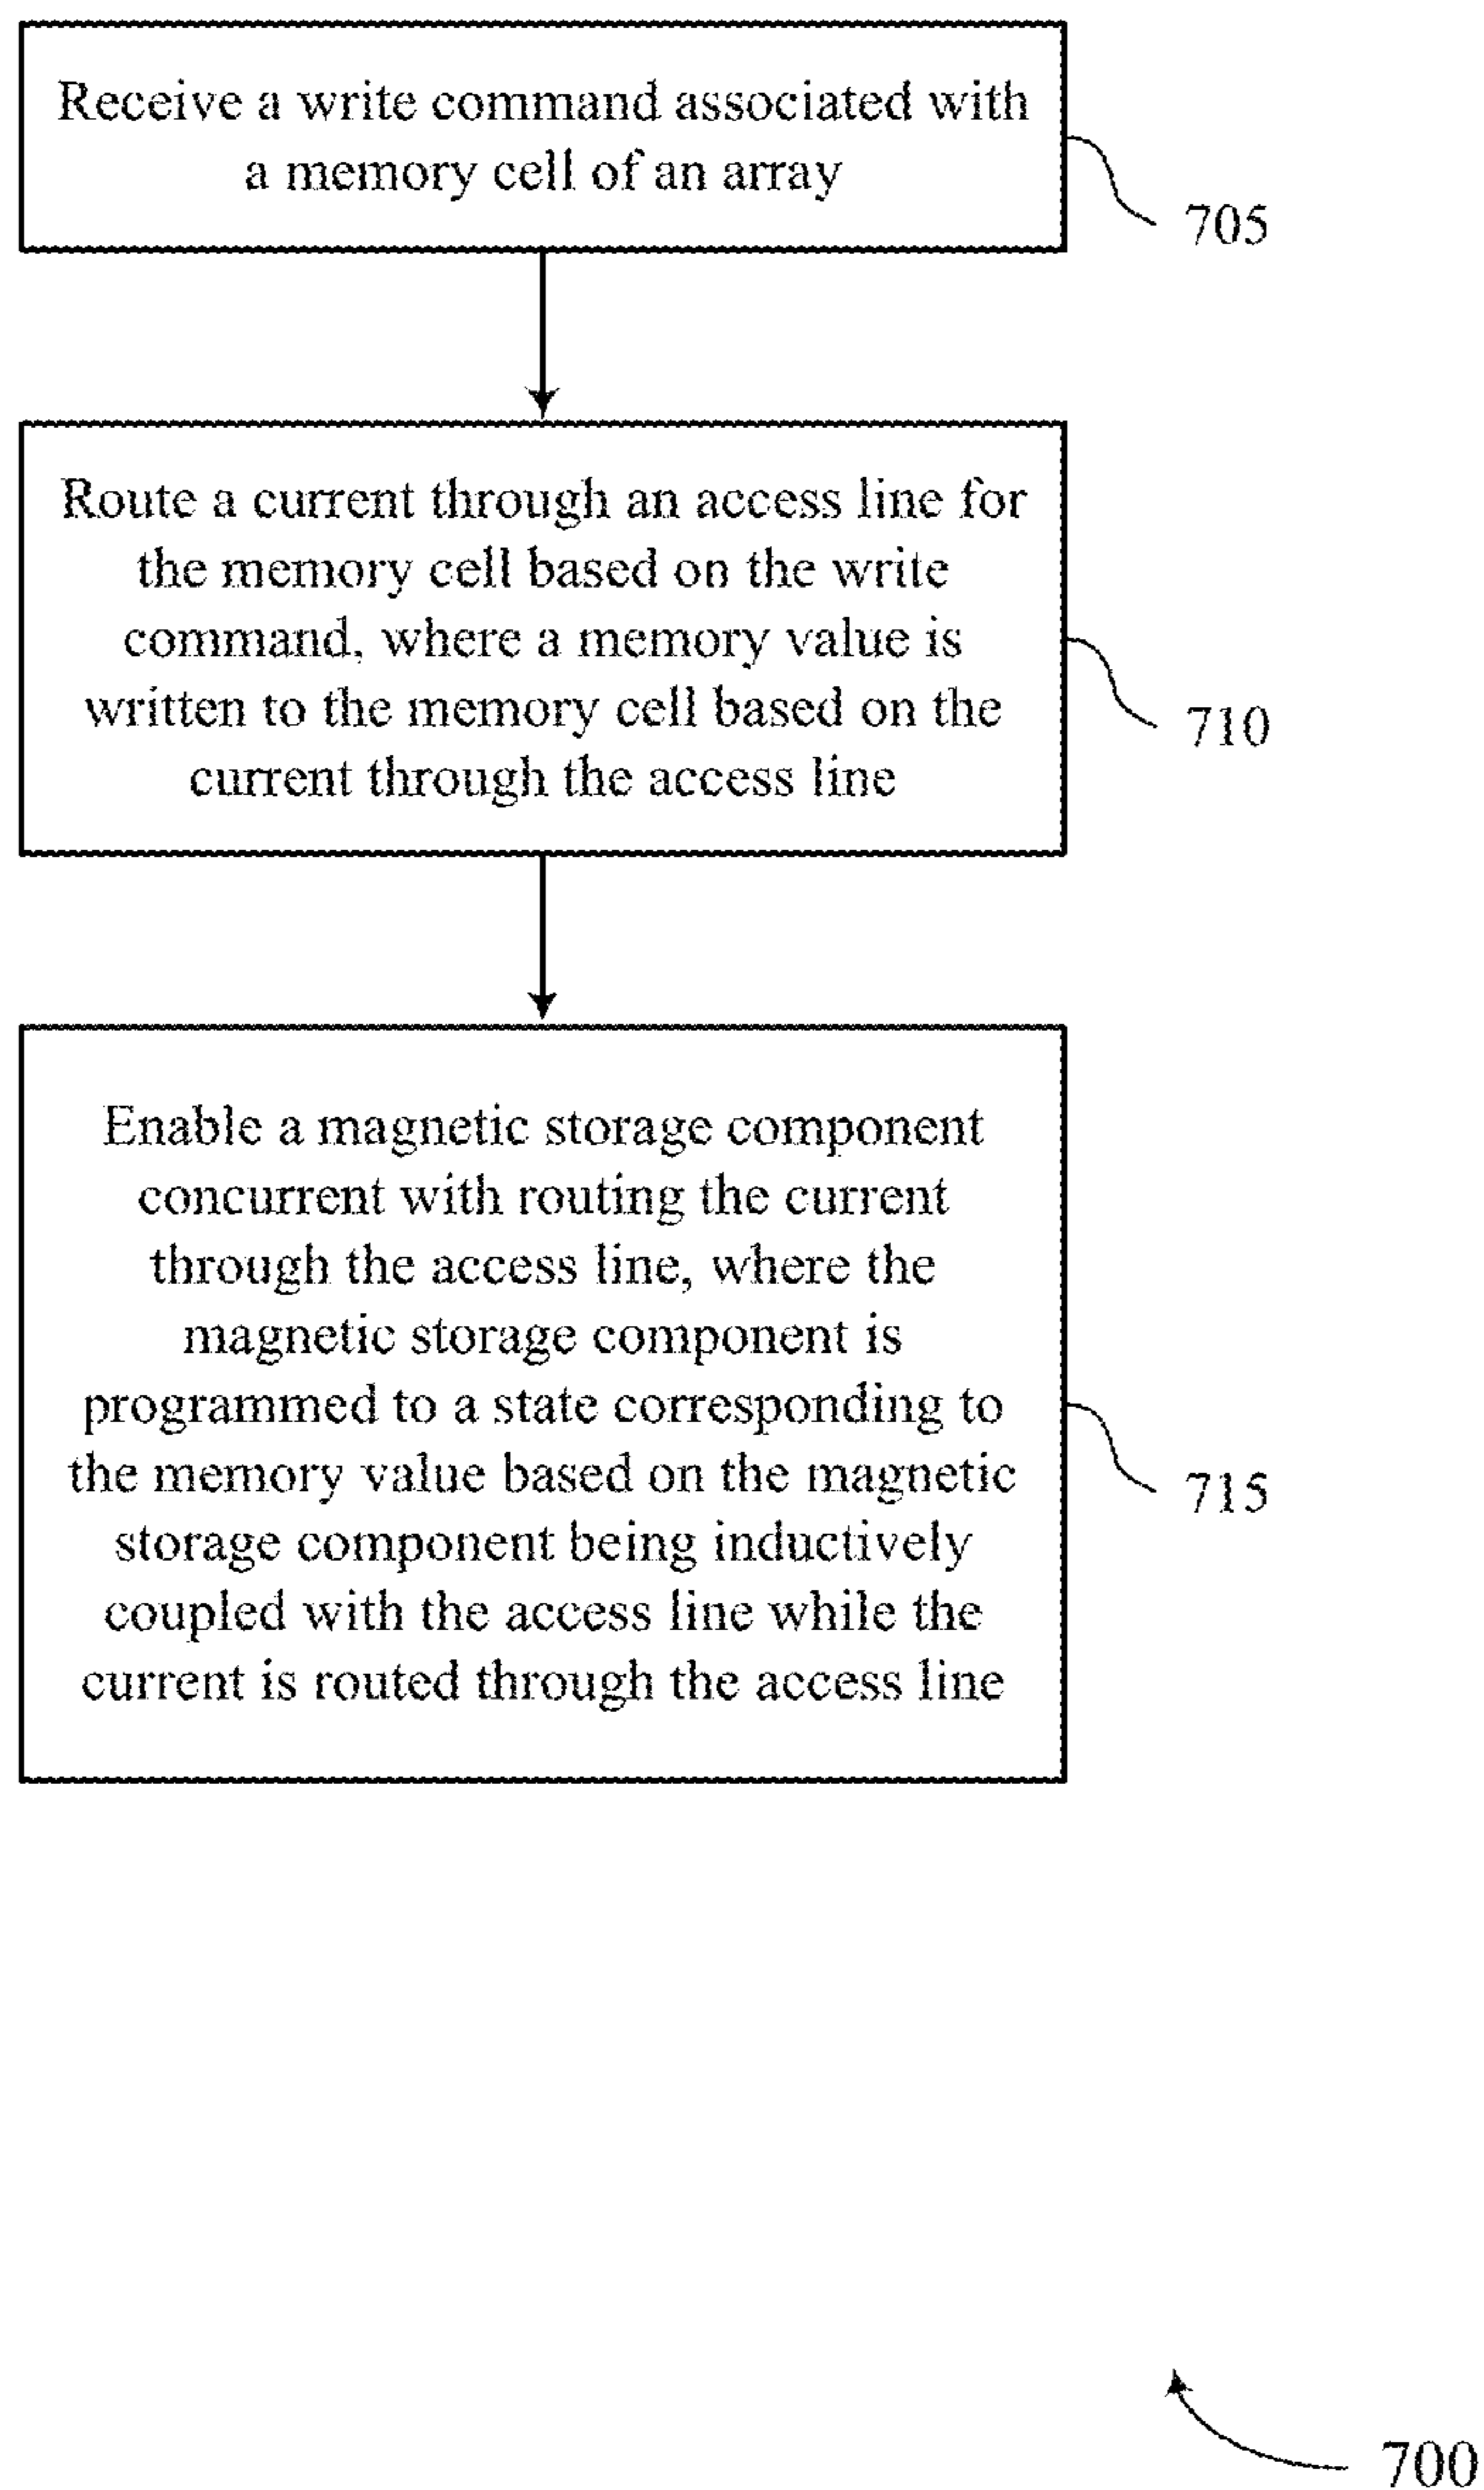 Receive a write command associated with
a memory cell of an array
705
Route a current through an access line for
the memory cell based on the write
command, where a memory value is
written to the memory cell based on the
current through the access line
710
Enable a magnetic storage component
concurrent with routing the current
through the access line, where the
magnetic storage component is
programmed to a state corresponding to
the memory value based on the magnetic
storage component being inductively
coupled with the access line while the
current is routed through the access line
715
700